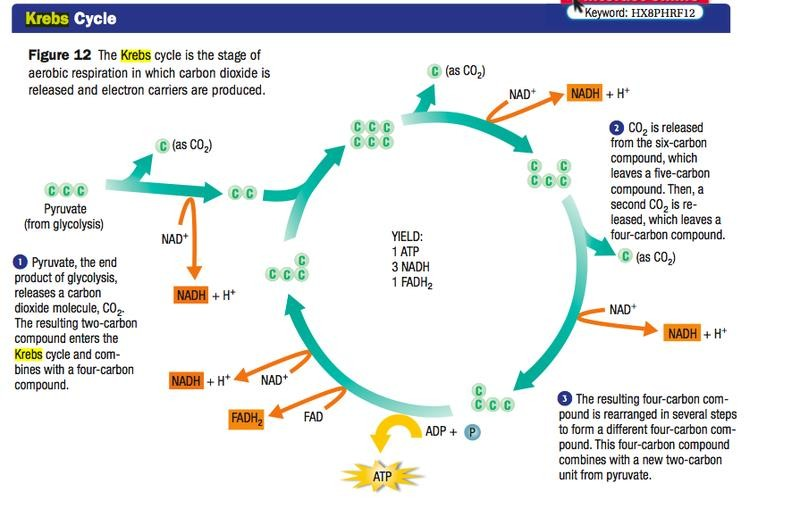 Krebs Cycle
Keyword: HX8PHRF12
Figure 12 The Krebs cycle is the stage of
aerobic respiration in which carbon dioxide is
released and electron carriers are produced.
C (as CO₂)
NAD⁺
NADH + H⁺
C C C
C C C
C (as CO₂)
C C C
Pyruvate
(from glycolysis)
C C
NAD⁺
NADH + H⁺
1 Pyruvate, the end
product of glycolysis,
releases a carbon
dioxide molecule, CO₂.
The resulting two-carbon
compound enters the
Krebs cycle and com-
bines with a four-carbon
compound.
C
C C C
YIELD:
1 ATP
3 NADH
1 FADH₂
C C
C C C
2 CO₂ is released
from the six-carbon
compound, which
leaves a five-carbon
compound. Then, a
second CO₂ is re-
leased, which leaves a
four-carbon compound.
C (as CO₂)
NAD⁺
NADH + H⁺
C
C C C
3 The resulting four-carbon com-
pound is rearranged in several steps
to form a different four-carbon com-
pound. This four-carbon compound
combines with a new two-carbon
unit from pyruvate.
NADH + H⁺
NAD⁺
FADH₂
FAD
ADP + P
ATP